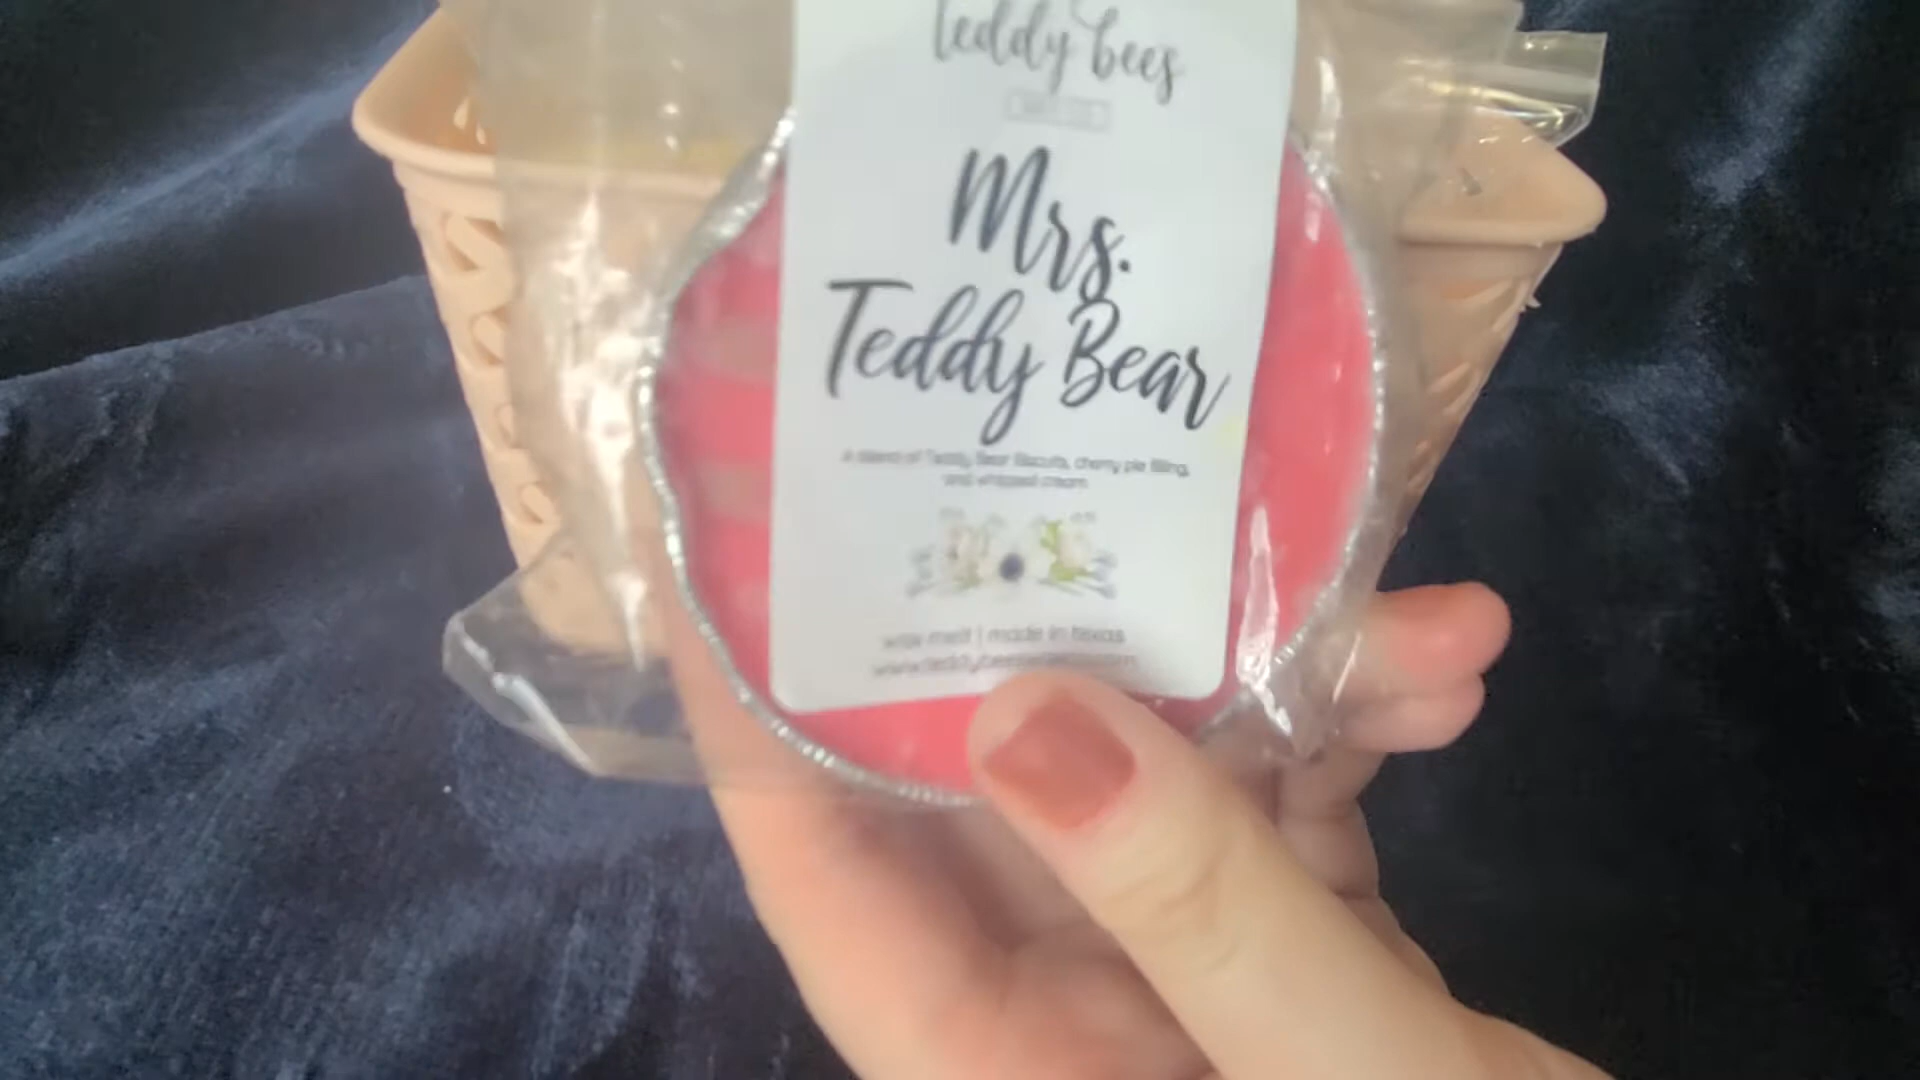 teddy bees
Mrs.
Teddy Bear
A blend of Teddy Bear Biscuits, cherry pie filling,
and whipped cream
wax melt | made in texas